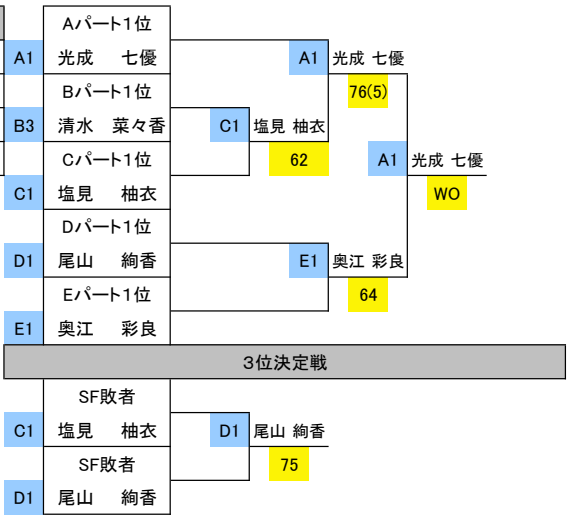 Aパート1位
A1 光成 七優 A1 光成 七優
Bパート1位 76(5)
B3 清水 菜々香 C1 塩見 柚衣
Cパート1位 62 A1 光成 七優
C1 塩見 柚衣 WO
Dパート1位
D1 尾山 絢香 E1 奥江 彩良
Eパート1位 64
E1 奥江 彩良
3位決定戦
SF敗者
C1 塩見 柚衣 D1 尾山 絢香
SF敗者 75
D1 尾山 絢香